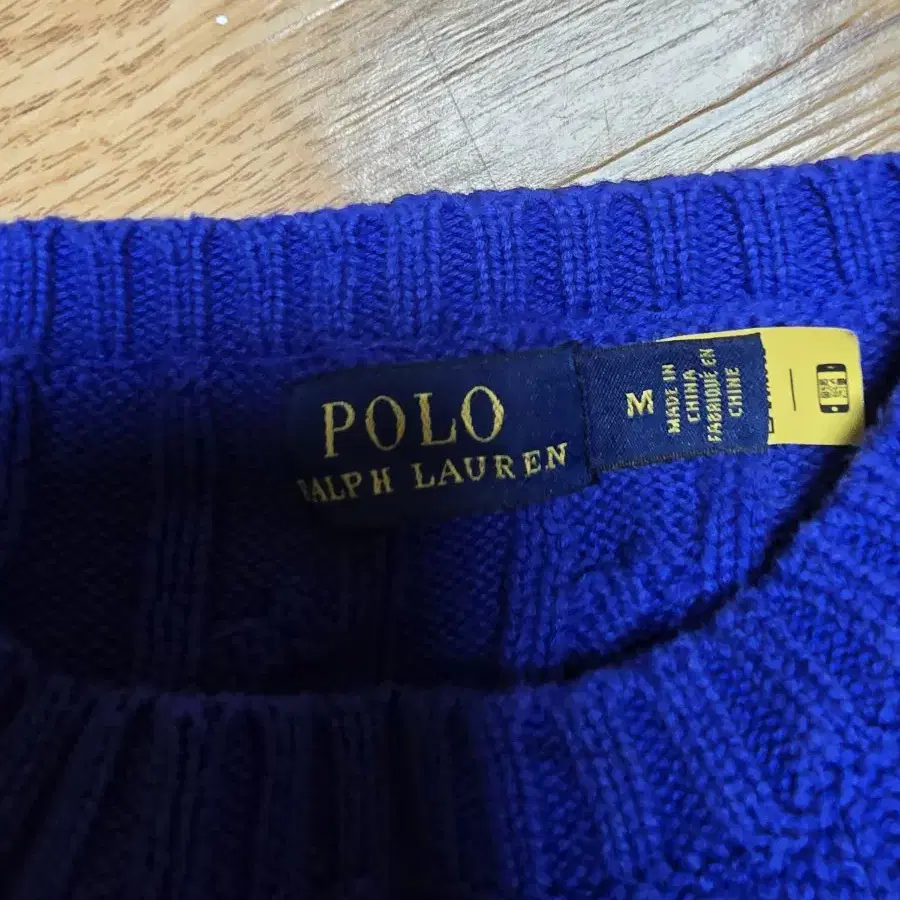 POLO
RALPH LAUREN
M
MADE IN
CHINA
FABRIQUÉ EN
CHINE